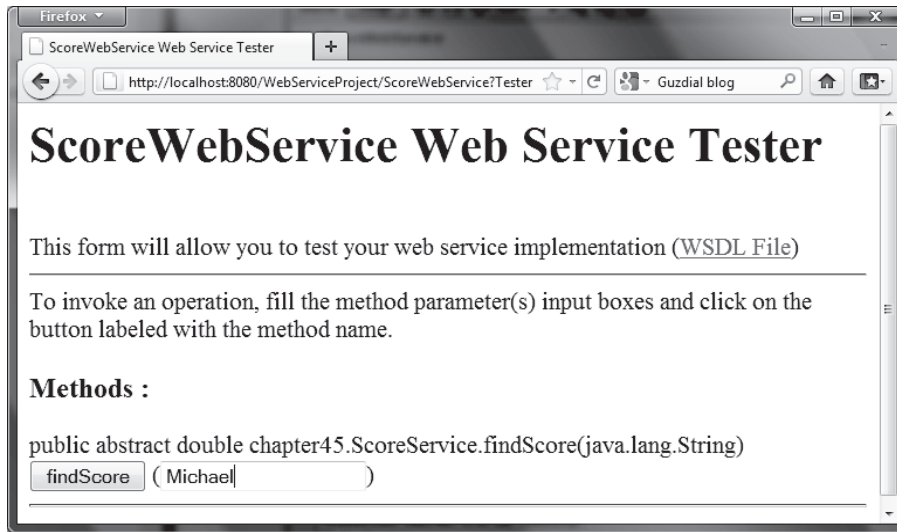 Firefox
ScoreWebService Web Service Tester
http://localhost:8080/WebServiceProject/ScoreWebService?Tester
Guzdial blog
ScoreWebService Web Service Tester
This form will allow you to test your web service implementation (WSDL File)
To invoke an operation, fill the method parameter(s) input boxes and click on the
button labeled with the method name.
Methods :
public abstract double chapter45.ScoreService.findScore(java.lang.String)
findScore (Michael)